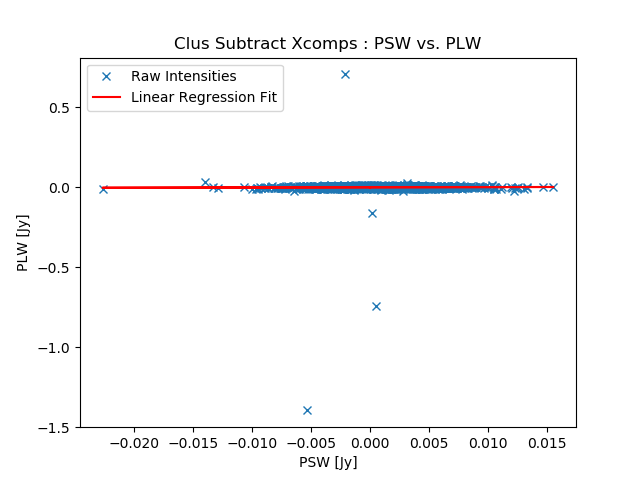 Clus Subtract Xcomps : PSW vs. PLW
Raw Intensities
Linear Regression Fit
0.5
0.0
−0.5
−1.0
−1.5
PLW [Jy]
−0.020 −0.015 −0.010 −0.005 0.000 0.005 0.010 0.015
PSW [Jy]